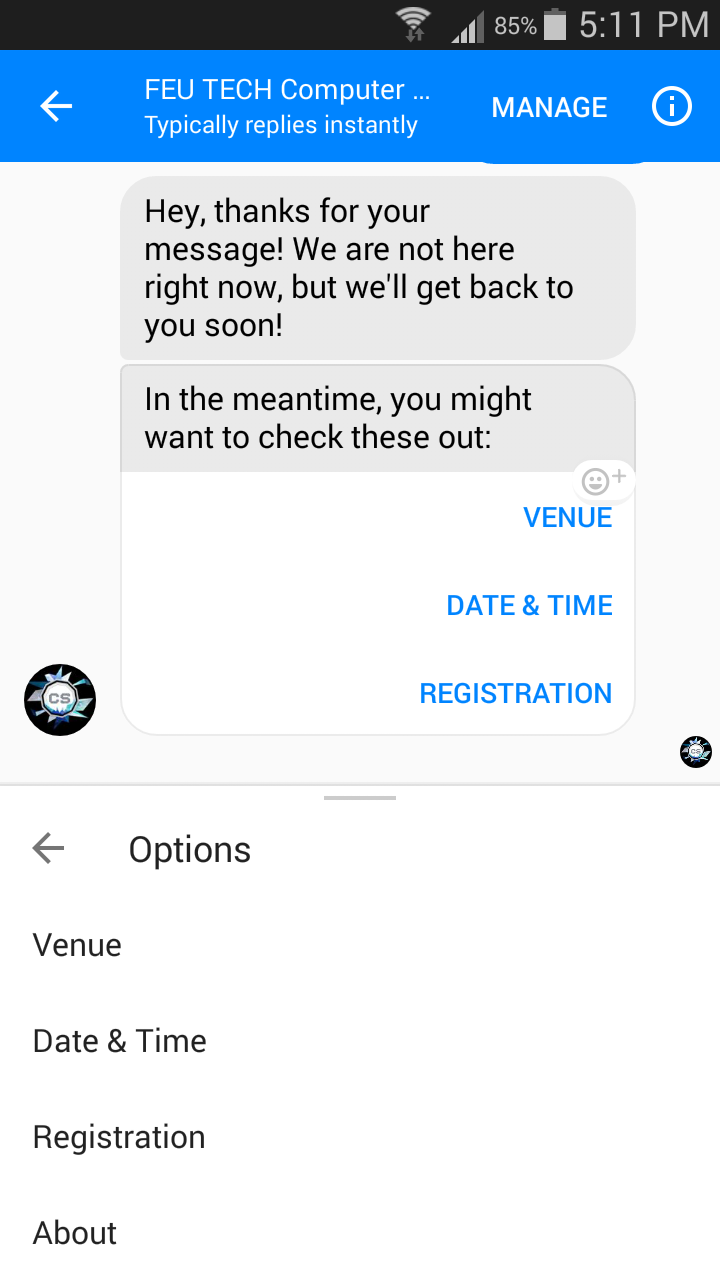 85% 5:11 PM
FEU TECH Computer ...
Typically replies instantly
MANAGE
Hey, thanks for your
message! We are not here
right now, but we'll get back to
you soon!
In the meantime, you might
want to check these out:
VENUE
DATE & TIME
REGISTRATION
CS
CS
Options
Venue
Date & Time
Registration
About